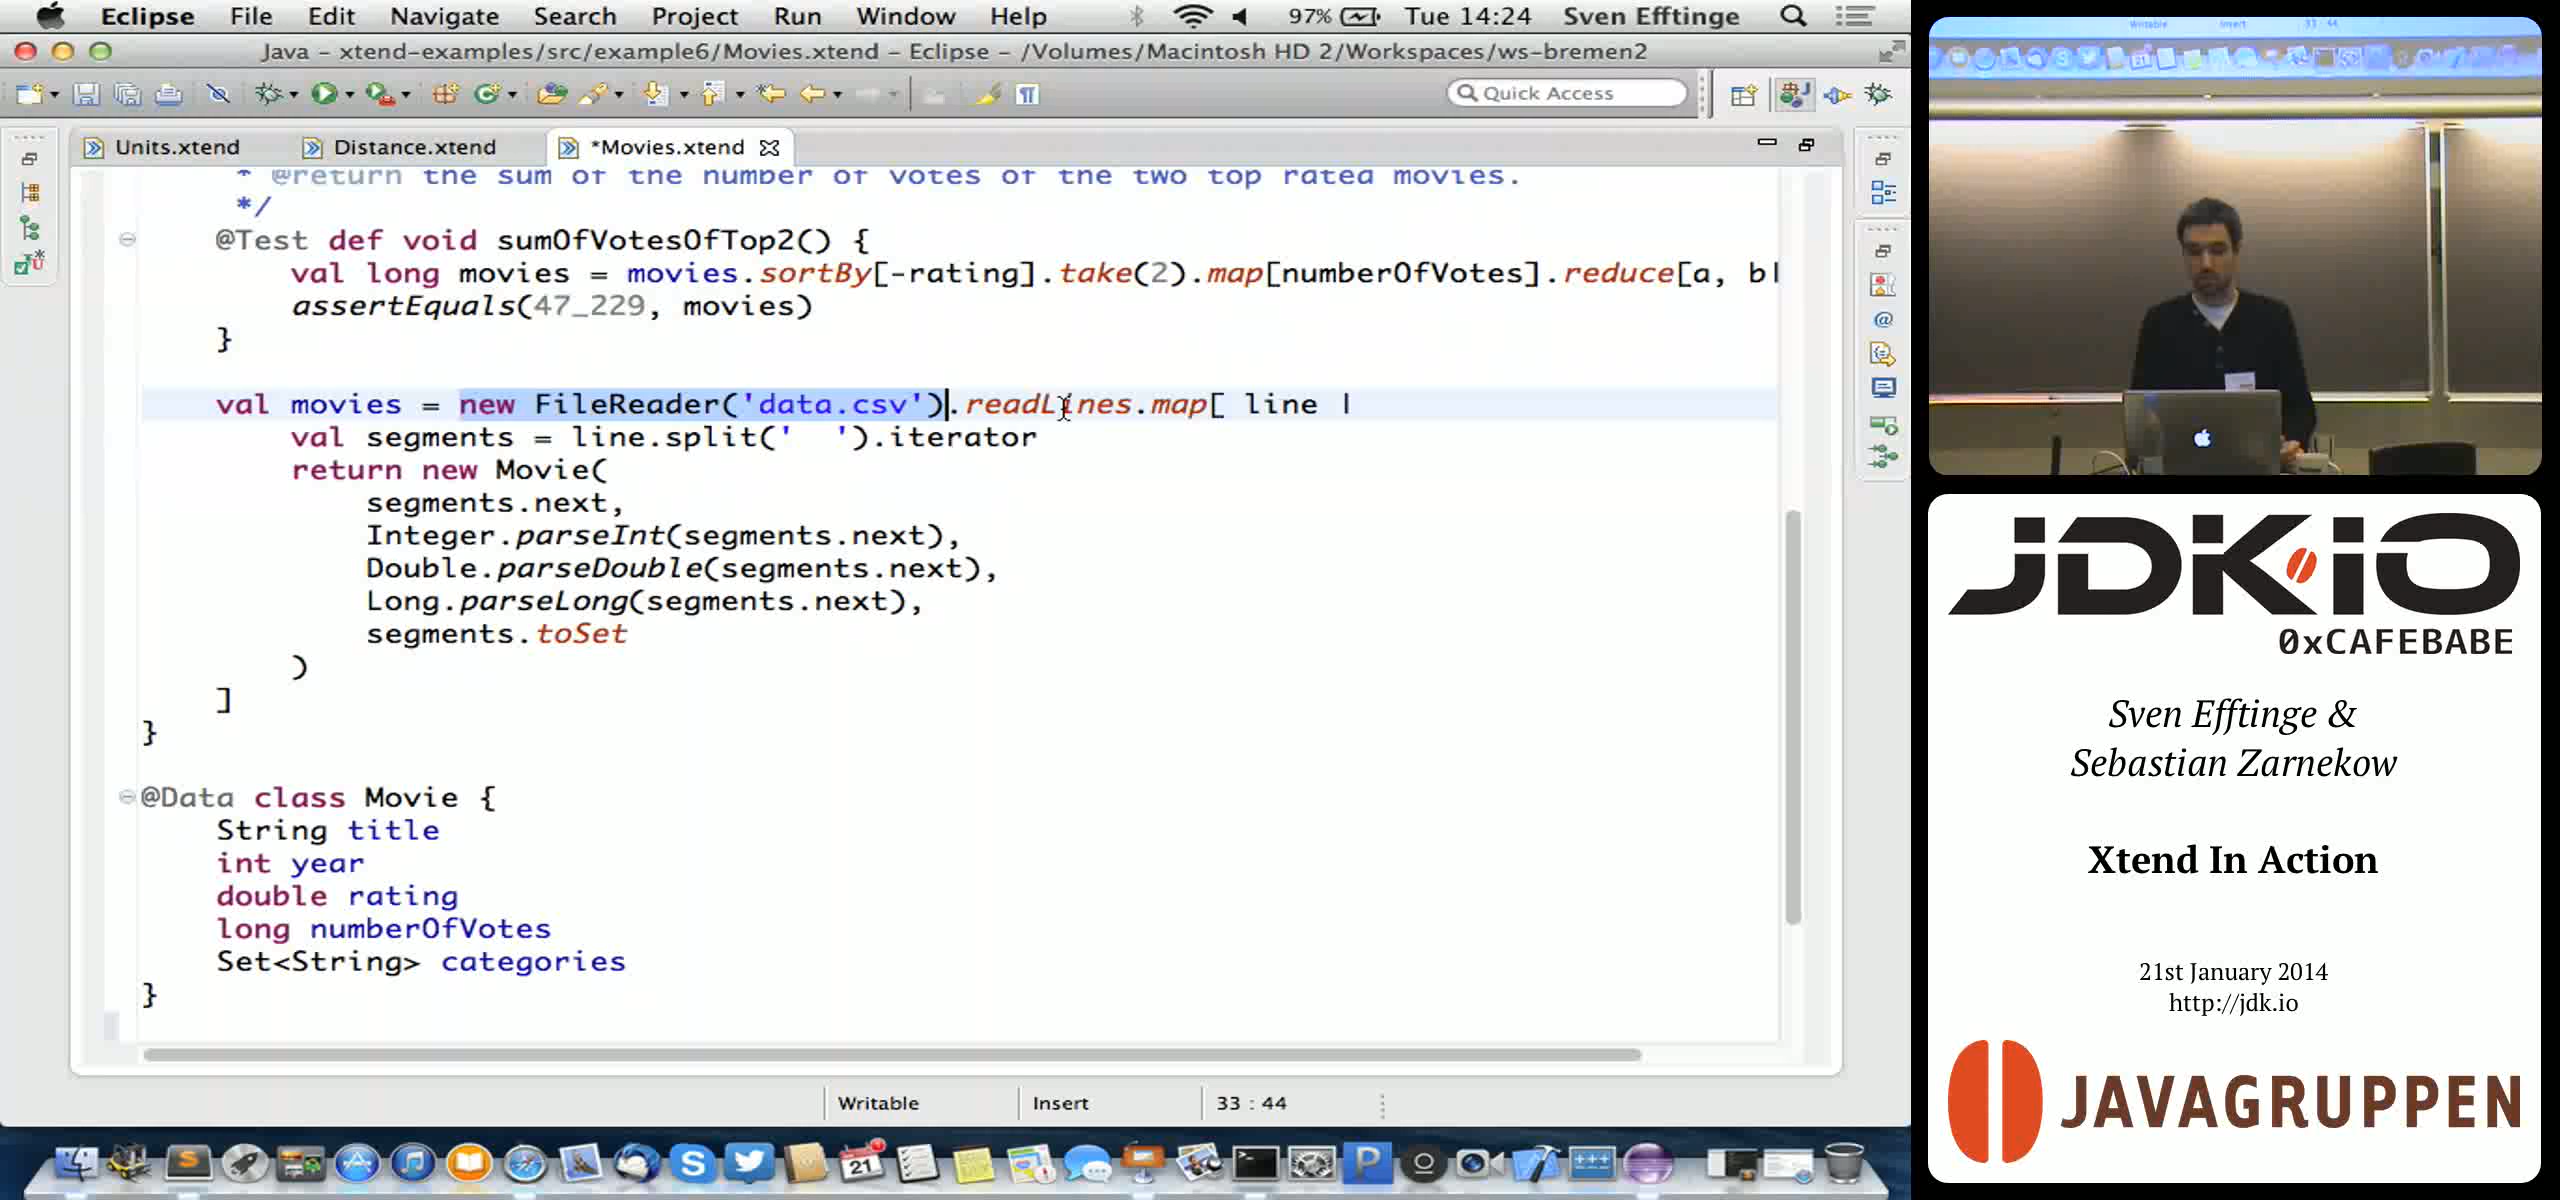 Eclipse File Edit Navigate Search Project Run Window Help 97% Tue 14:24 Sven Efftinge
Java – xtend-examples/src/example6/Movies.xtend – Eclipse – /Volumes/Macintosh HD 2/Workspaces/ws-bremen2
Quick Access
Units.xtend Distance.xtend *Movies.xtend
* @return the sum of the number of votes of the two top rated movies.
*/
@Test def void sumOfVotesOfTop2() {
val long movies = movies.sortBy[-rating].take(2).map[numberOfVotes].reduce[a, b|
assertEquals(47_229, movies)
}
val movies = new FileReader('data.csv').readLines.map[ line |
val segments = line.split('  ').iterator
return new Movie(
segments.next,
Integer.parseInt(segments.next),
Double.parseDouble(segments.next),
Long.parseLong(segments.next),
segments.toSet
)
]
}
@Data class Movie {
String title
int year
double rating
long numberOfVotes
Set<String> categories
}
Writable Insert 33 : 44
21
Writable Insert 33 : 44
JDK.IO
0xCAFEBABE
Sven Efftinge &
Sebastian Zarnekow
Xtend In Action
21st January 2014
http://jdk.io
JAVAGRUPPEN